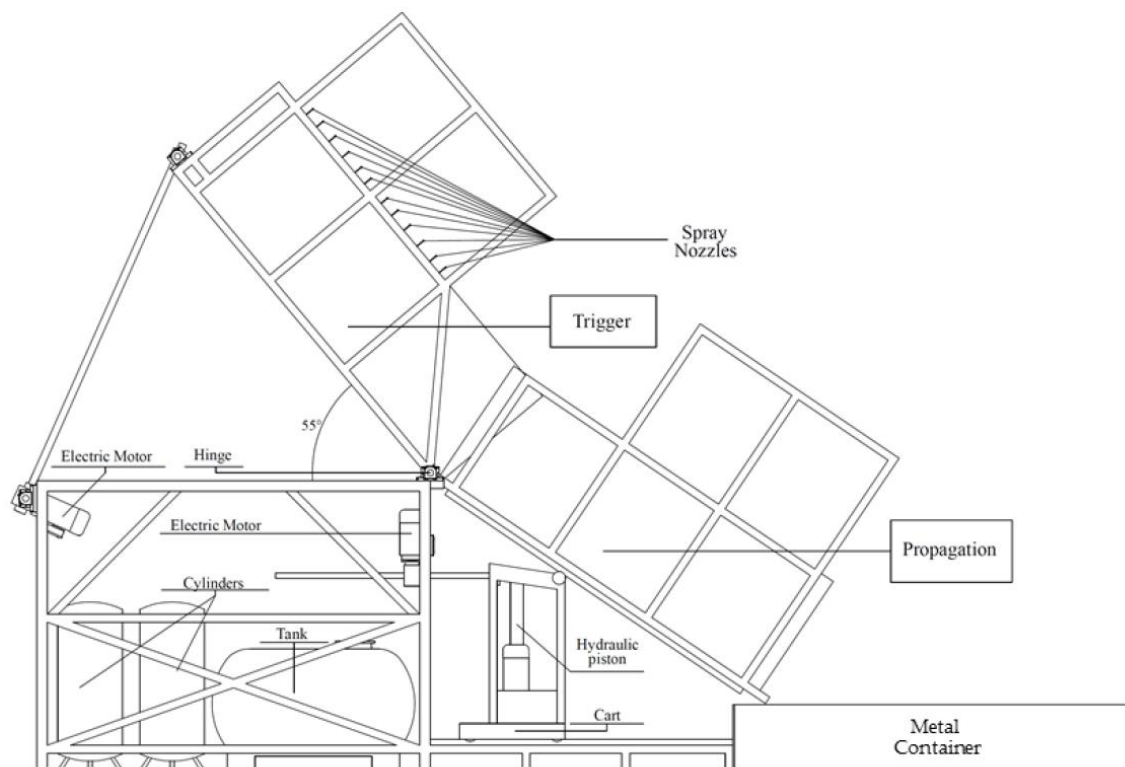 Spray
Nozzles
Trigger
55°
Electric Motor
Hinge
Electric Motor
Propagation
Cylinders
Tank
Hydraulic
piston
Cart
Metal
Container